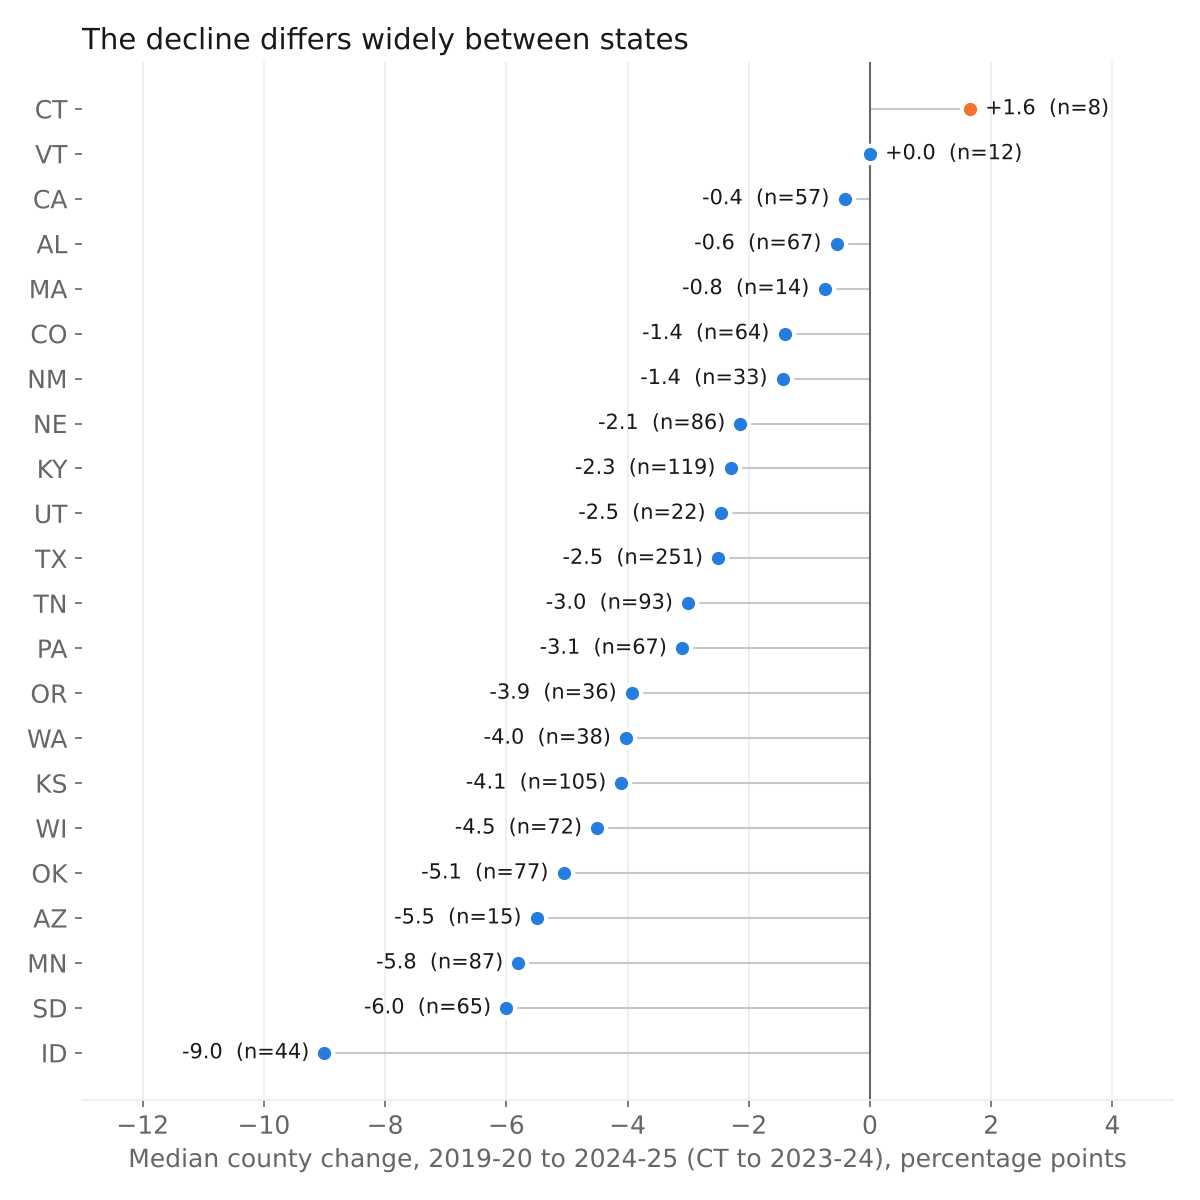 The decline differs widely between states
CT +1.6 (n=8)
VT +0.0 (n=12)
CA -0.4 (n=57)
AL -0.6 (n=67)
MA -0.8 (n=14)
CO -1.4 (n=64)
NM -1.4 (n=33)
NE -2.1 (n=86)
KY -2.3 (n=119)
UT -2.5 (n=22)
TX -2.5 (n=251)
TN -3.0 (n=93)
PA -3.1 (n=67)
OR -3.9 (n=36)
WA -4.0 (n=38)
KS -4.1 (n=105)
WI -4.5 (n=72)
OK -5.1 (n=77)
AZ -5.5 (n=15)
MN -5.8 (n=87)
SD -6.0 (n=65)
ID -9.0 (n=44)
−12 −10 −8 −6 −4 −2 0 2 4
Median county change, 2019-20 to 2024-25 (CT to 2023-24), percentage points